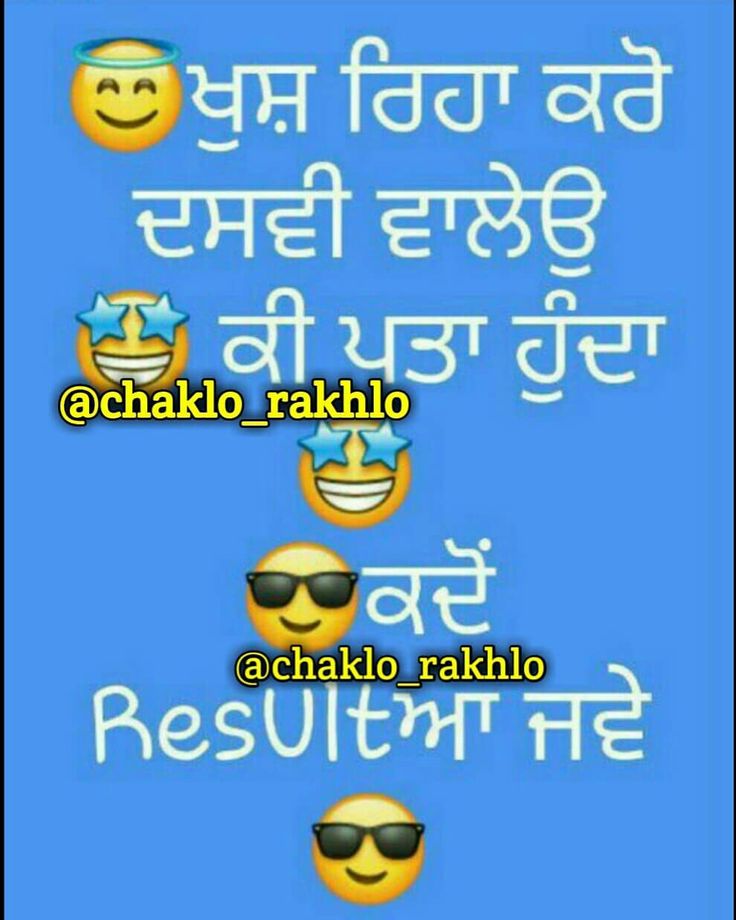 😇ਖੁਸ਼ ਰਿਹਾ ਕਰੋ
ਦਸਵੀ ਵਾਲੇਉ
🤩 ਕੀ ਪਤਾ ਹੁੰਦਾ
@chaklo_rakhlo
🤩
😎ਕਦੋਂ
@chaklo_rakhlo
Resultਆ ਜਵੇ
😎